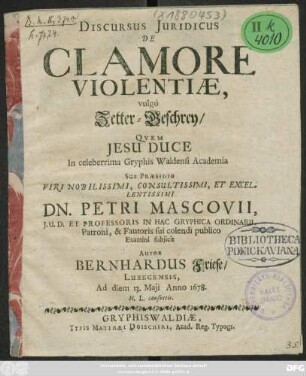 (X1880453)
II k
4010
Discursus Juridicus
DE
CLAMORE
VIOLENTIÆ,
vulgò
Zetter-Geschrey/
QVEM
JESU DUCE
In celeberrima Gryphis Waldensi Academia
Sub Præsidio
VIRI NOBILISSIMI, CONSULTISSIMI, ET EXCEL-
LENTISSIMI
DN. PETRI MASCOVII,
J.U.D. ET PROFESSORIS IN HAC GRYPHICA ORDINARII,
Patroni, & Fautoris sui colendi publico
Examini subjicit
Autor
BERNHARDUS Friese/
LUBECENSIS,
Ad diem 13. Maji Anno 1678.
H. L. consuetis.
GRYPHISWALDIÆ,
Typis MATTHÆI DOISCHERI, Acad. Reg. Typogr.
BIBLIOTHECA
PONICKAVIANA